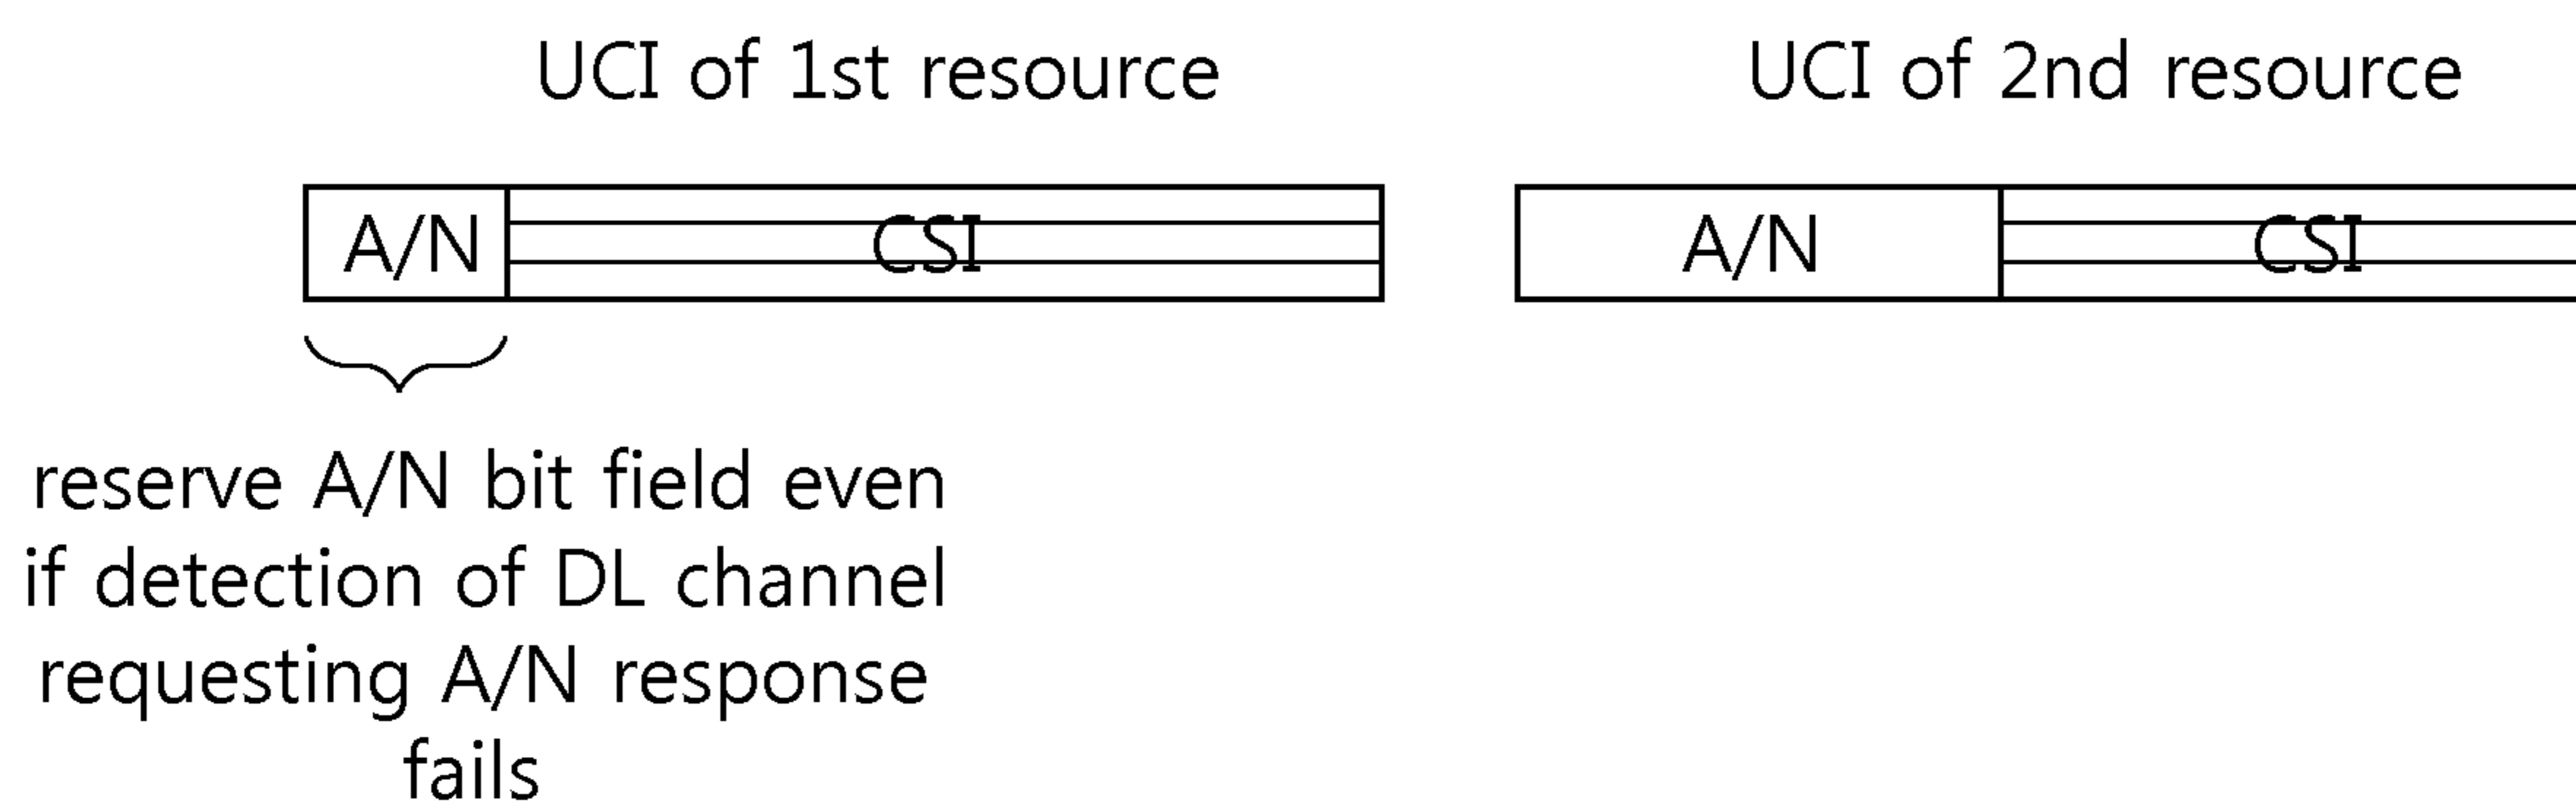 UCI of 1st resource
UCI of 2nd resource
A/N
CSI
A/N
CSI
reserve A/N bit field even
if detection of DL channel
requesting A/N response
fails